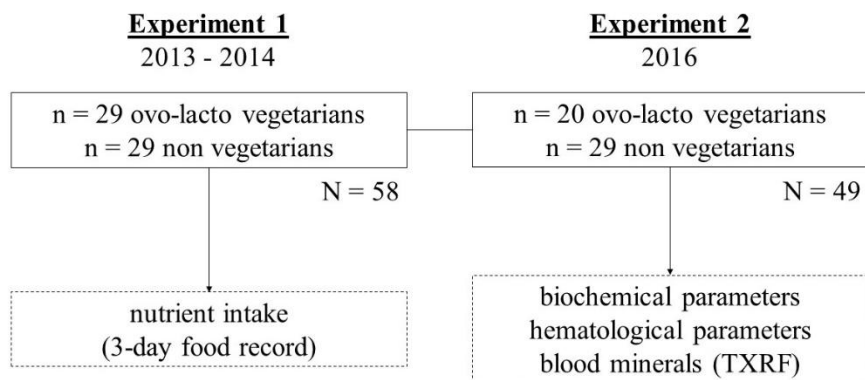 Experiment 1
2013 - 2014
n = 29 ovo-lacto vegetarians
n = 29 non vegetarians
N = 58
nutrient intake
(3-day food record)
Experiment 2
2016
n = 20 ovo-lacto vegetarians
n = 29 non vegetarians
N = 49
biochemical parameters
hematological parameters
blood minerals (TXRF)